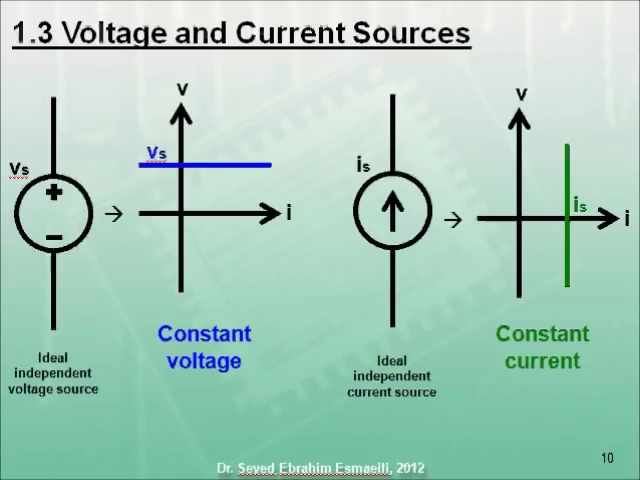 1.3 Voltage and Current Sources
v
v
vs
vs
is
is
+
−
i
i
Constant
voltage
Constant
current
Ideal
independent
voltage source
Ideal
independent
current source
10
Dr. Seyed Ebrahim Esmaeili, 2012